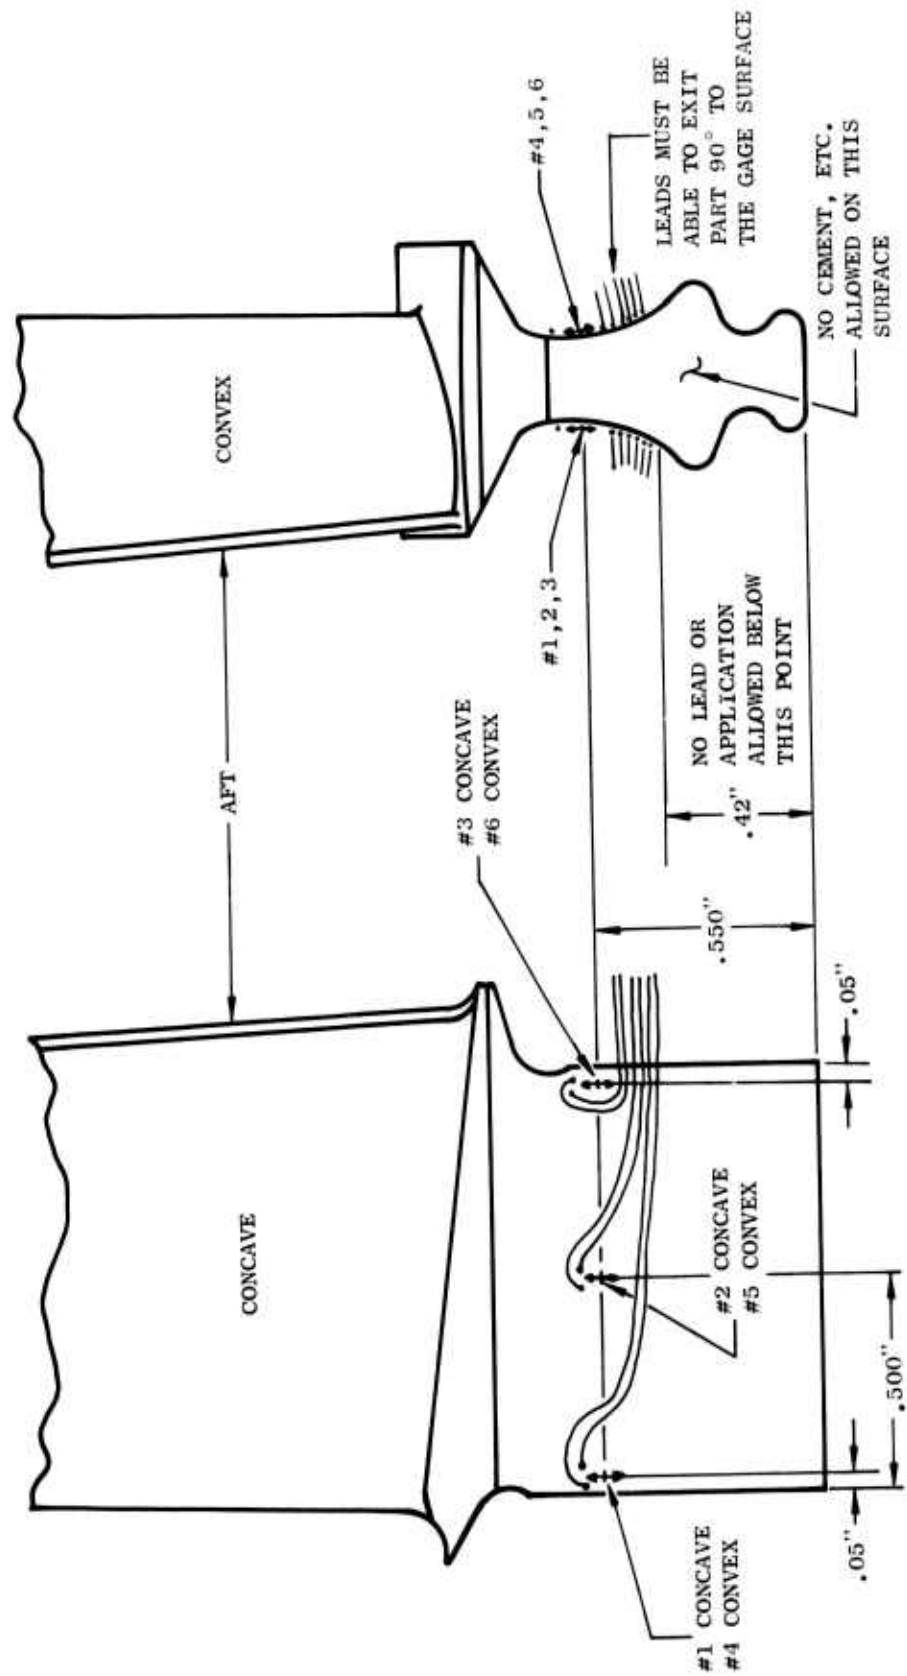 CONCAVE
AFT
CONVEX
#4,5,6
LEADS MUST BE
ABLE TO EXIT
PART 90° TO
THE GAGE SURFACE
NO CEMENT, ETC.
ALLOWED ON THIS
SURFACE
#1,2,3
NO LEAD OR
APPLICATION
ALLOWED BELOW
THIS POINT
.42"
.550"
#3 CONCAVE
#6 CONVEX
.05"
#2 CONCAVE
#5 CONVEX
.500"
#1 CONCAVE
#4 CONVEX
.05"